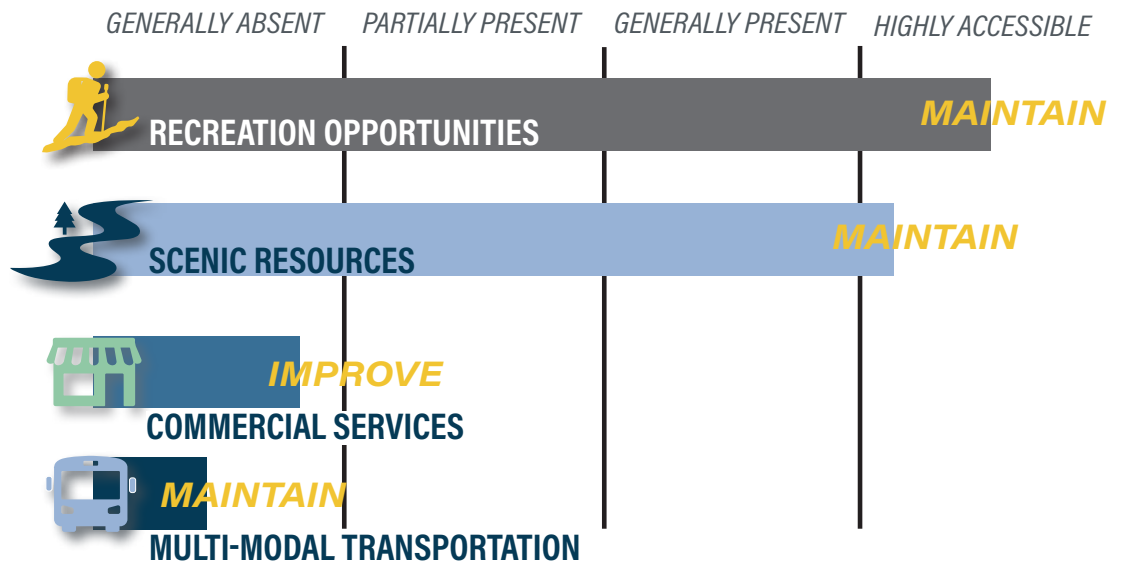 GENERALLY ABSENT PARTIALLY PRESENT GENERALLY PRESENT HIGHLY ACCESSIBLE
MAINTAIN
RECREATION OPPORTUNITIES
MAINTAIN
SCENIC RESOURCES
IMPROVE
COMMERCIAL SERVICES
MAINTAIN
MULTI-MODAL TRANSPORTATION